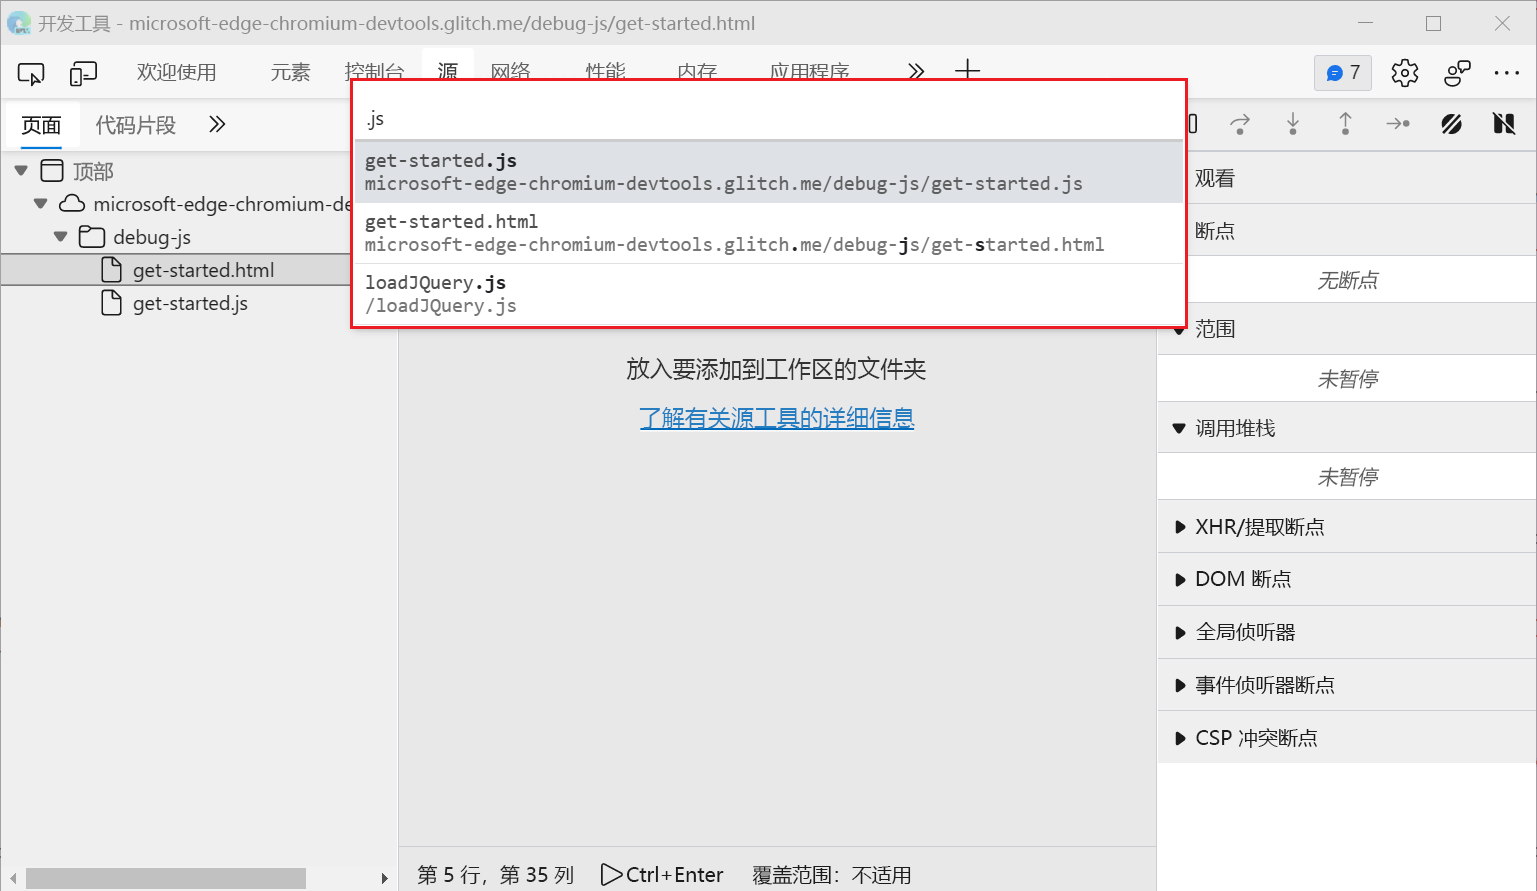 开发工具 - microsoft-edge-chromium-devtools.glitch.me/debug-js/get-started.html
欢迎使用 元素 控制台 源 网络 性能 内存 应用程序 7
页面 代码片段
顶部
microsoft-edge-chromium-de
debug-js
get-started.html
get-started.js
.js
get-started.js
microsoft-edge-chromium-devtools.glitch.me/debug-js/get-started.js
get-started.html
microsoft-edge-chromium-devtools.glitch.me/debug-js/get-started.html
loadJQuery.js
/loadJQuery.js
放入要添加到工作区的文件夹
了解有关源工具的详细信息
第 5 行，第 35 列 Ctrl+Enter 覆盖范围：不适用
观看
断点
无断点
范围
未暂停
调用堆栈
未暂停
XHR/提取断点
DOM 断点
全局侦听器
事件侦听器断点
CSP 冲突断点